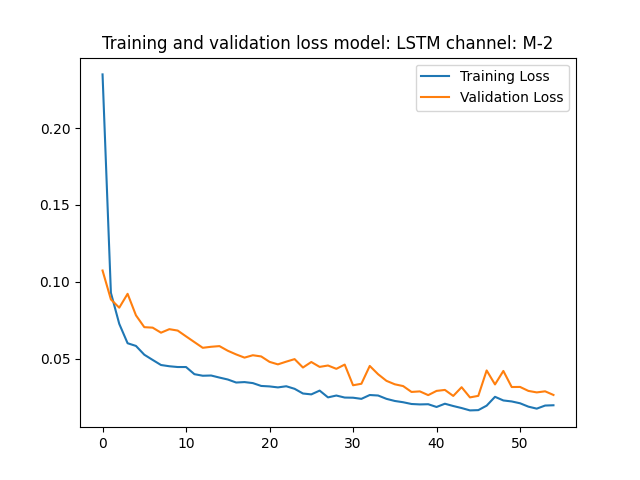 Training and validation loss model: LSTM channel: M-2
Training Loss
Validation Loss
0.20
0.15
0.10
0.05
0 10 20 30 40 50